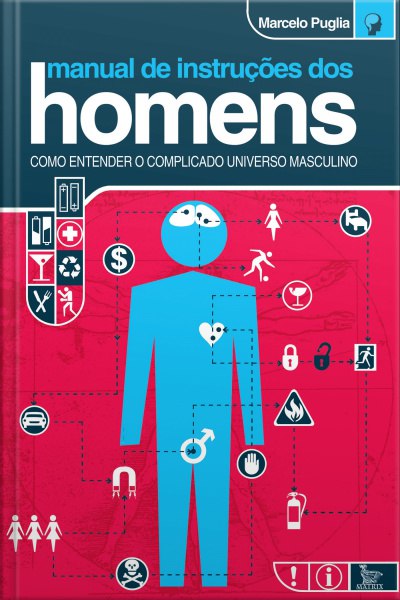 Marcelo Puglia
manual de instruções dos
homens
COMO ENTENDER O COMPLICADO UNIVERSO MASCULINO
$
!
i
MATRIX